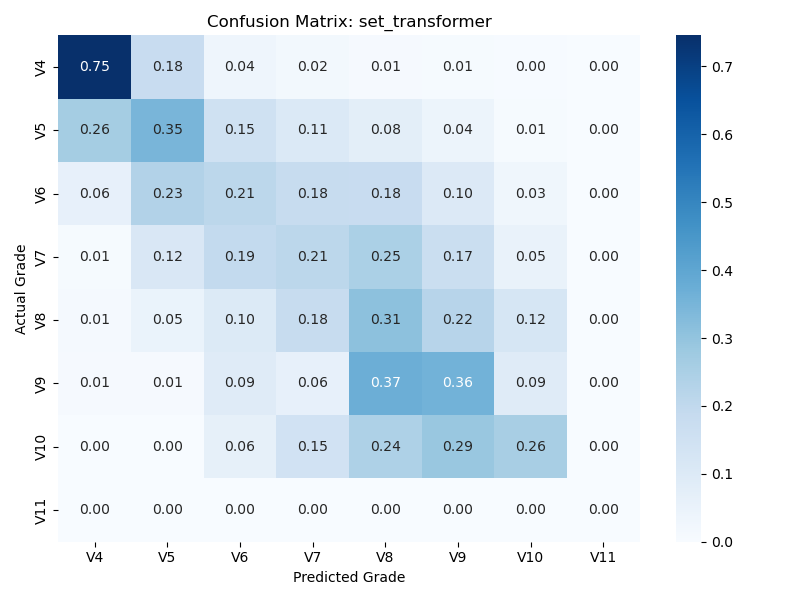 Confusion Matrix: set_transformer
V4 0.75 0.18 0.04 0.02 0.01 0.01 0.00 0.00
V5 0.26 0.35 0.15 0.11 0.08 0.04 0.01 0.00
V6 0.06 0.23 0.21 0.18 0.18 0.10 0.03 0.00
V7 0.01 0.12 0.19 0.21 0.25 0.17 0.05 0.00
V8 0.01 0.05 0.10 0.18 0.31 0.22 0.12 0.00
V9 0.01 0.01 0.09 0.06 0.37 0.36 0.09 0.00
V10 0.00 0.00 0.06 0.15 0.24 0.29 0.26 0.00
V11 0.00 0.00 0.00 0.00 0.00 0.00 0.00 0.00
V4 V5 V6 V7 V8 V9 V10 V11
Predicted Grade
Actual Grade
0.7
0.6
0.5
0.4
0.3
0.2
0.1
0.0